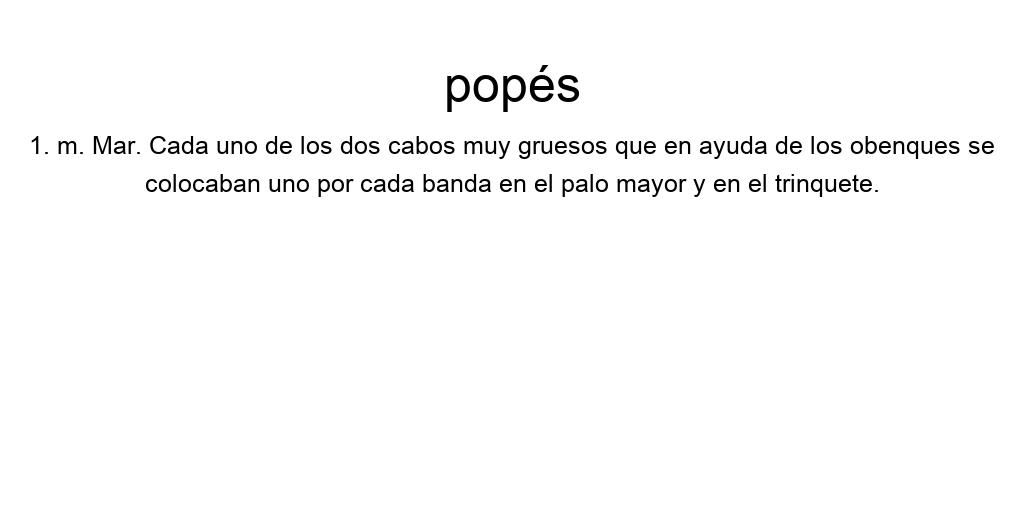 popés
1. m. Mar. Cada uno de los dos cabos muy gruesos que en ayuda de los obenques se
colocaban uno por cada banda en el palo mayor y en el trinquete.